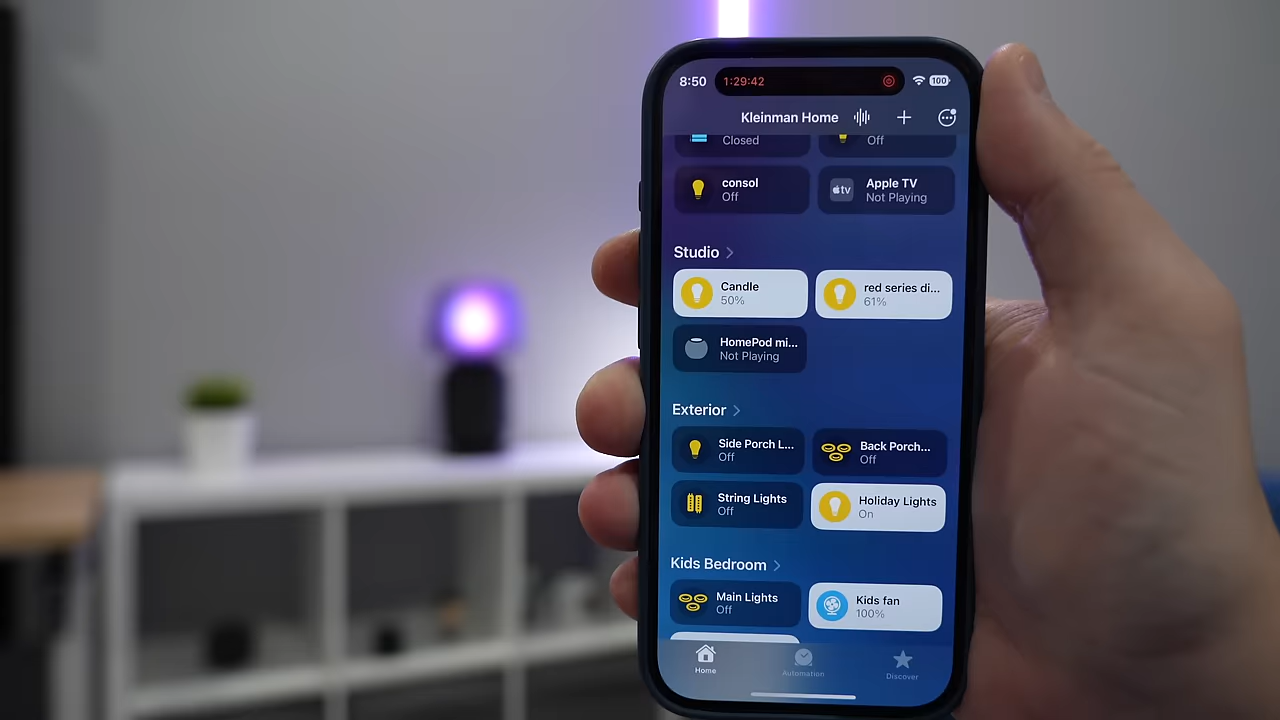 8:50 1:29:42 100
Kleinman Home
Closed Off
consol Apple TV
Off Not Playing
tv
Studio
Candle red series di...
50% 61%
HomePod mi...
Not Playing
Exterior
Side Porch L... Back Porch...
Off Off
String Lights Holiday Lights
Off On
Kids Bedroom
Main Lights Kids fan
Off 100%
Home Automation Discover